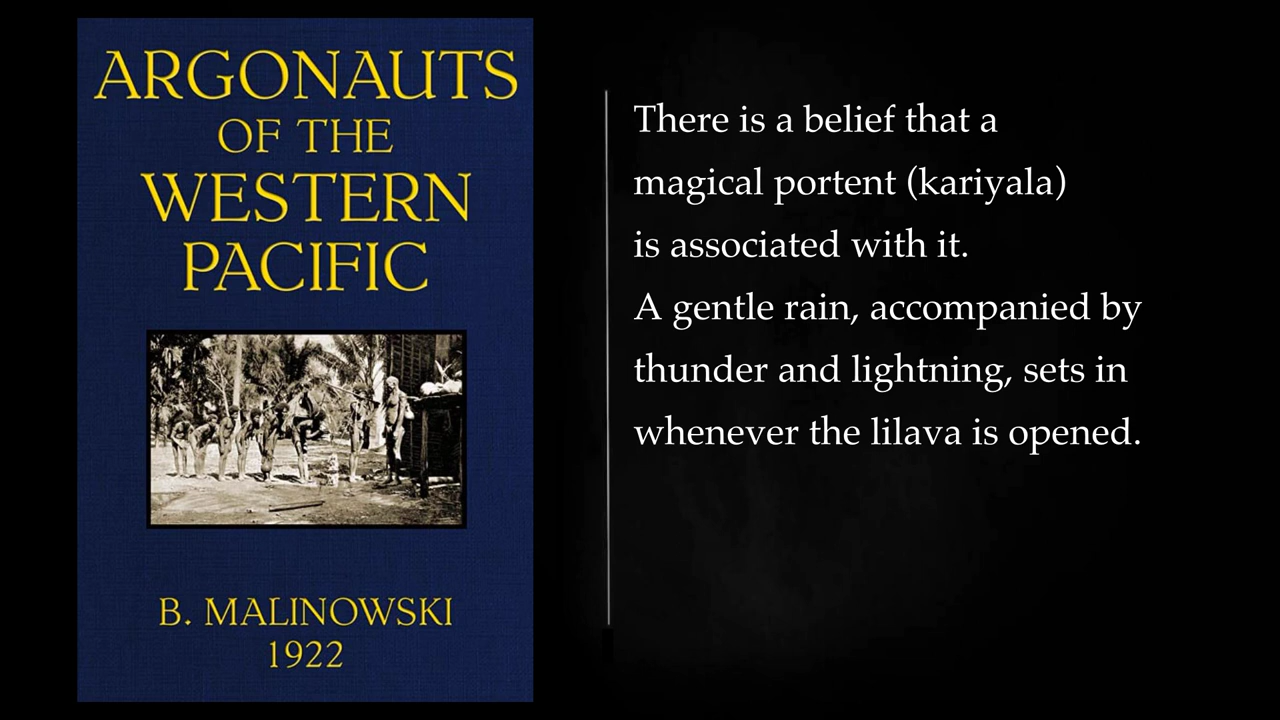 ARGONAUTS
OF THE
WESTERN
PACIFIC
B. MALINOWSKI
1922
There is a belief that a
magical portent (kariyala)
is associated with it.
A gentle rain, accompanied by
thunder and lightning, sets in
whenever the lilava is opened.